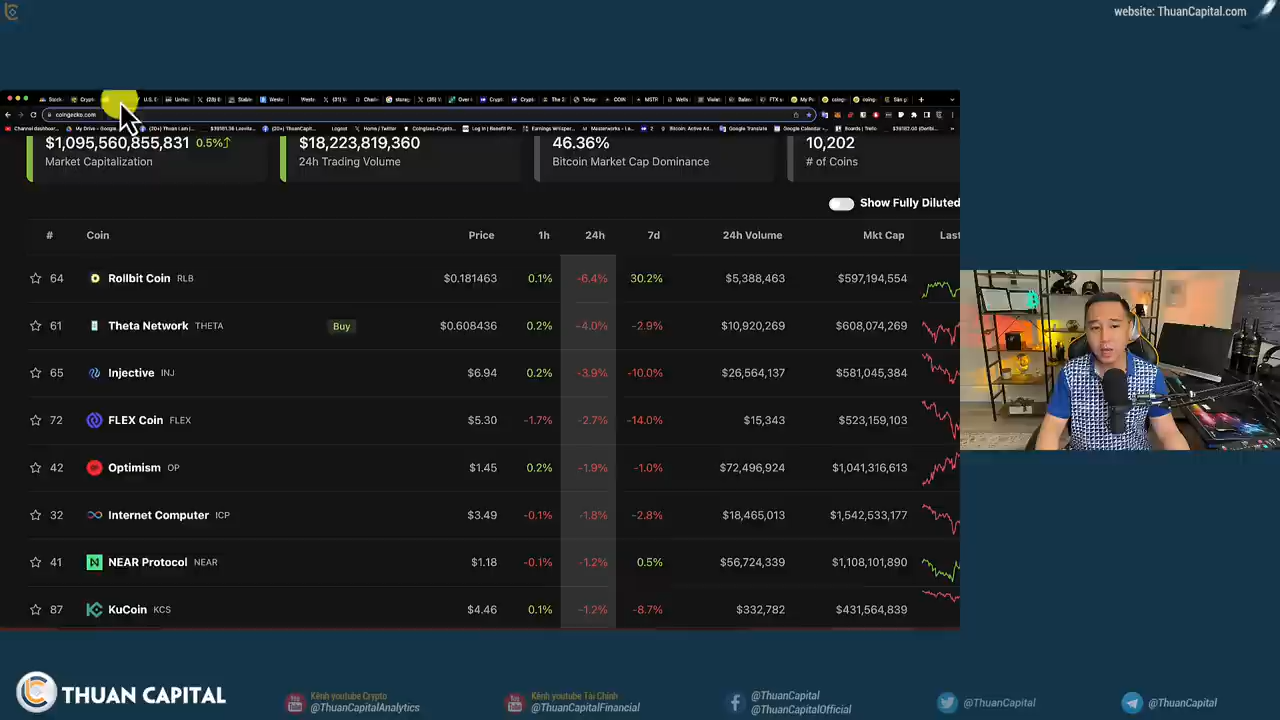 website: ThuanCapital.com
coingecko.com
$1,095,560,855,831 0.5%
Market Capitalization
$18,223,819,360
24h Trading Volume
46.36%
Bitcoin Market Cap Dominance
10,202
# of Coins
Show Fully Diluted
# Coin Price 1h 24h 7d 24h Volume Mkt Cap Last
64 Rollbit Coin RLB $0.181463 0.1% -6.4% 30.2% $5,388,463 $597,194,554
61 Theta Network THETA Buy $0.608436 0.2% -4.0% -2.9% $10,920,269 $608,074,269
65 Injective INJ $6.94 0.2% -3.9% -10.0% $26,564,137 $581,045,384
72 FLEX Coin FLEX $5.30 -1.7% -2.7% -14.0% $15,343 $523,159,103
42 Optimism OP $1.45 0.2% -1.9% -1.0% $72,496,924 $1,041,316,613
32 Internet Computer ICP $3.49 -0.1% -1.8% -2.8% $18,465,013 $1,542,533,177
41 NEAR Protocol NEAR $1.18 -0.1% -1.2% 0.5% $56,724,339 $1,108,101,890
87 KuCoin KCS $4.46 0.1% -1.2% -8.7% $332,782 $431,564,839
THUAN CAPITAL
Kênh youtube Crypto
@ThuanCapitalAnalytics
Kênh youtube Tài Chính
@ThuanCapitalFinancial
@ThuanCapital
@ThuanCapitalOfficial
@ThuanCapital
@ThuanCapital